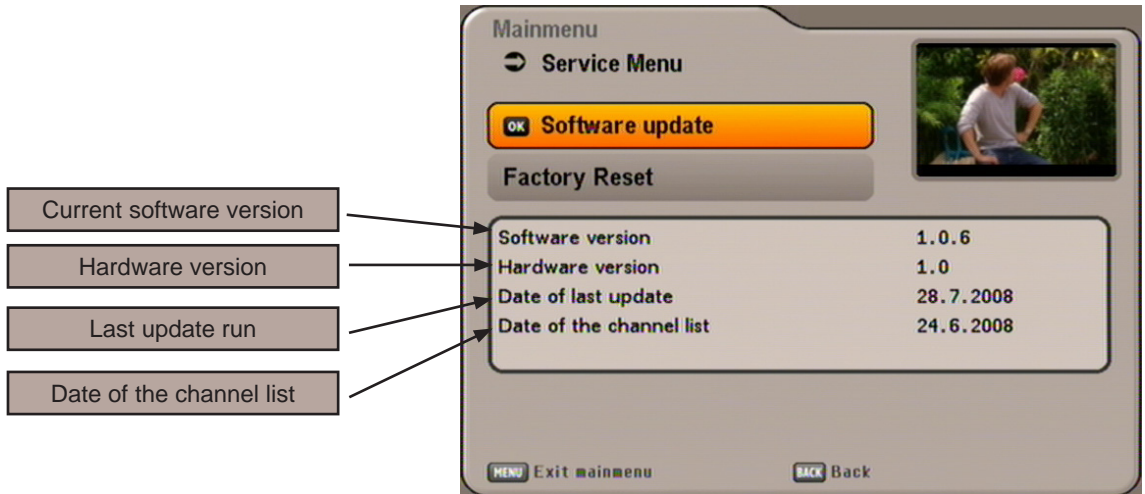 Mainmenu
Service Menu
OK Software update
Factory Reset
Current software version
Hardware version
Last update run
Date of the channel list
Software version 1.0.6
Hardware version 1.0
Date of last update 28.7.2008
Date of the channel list 24.6.2008
MENU Exit mainmenu BACK Back